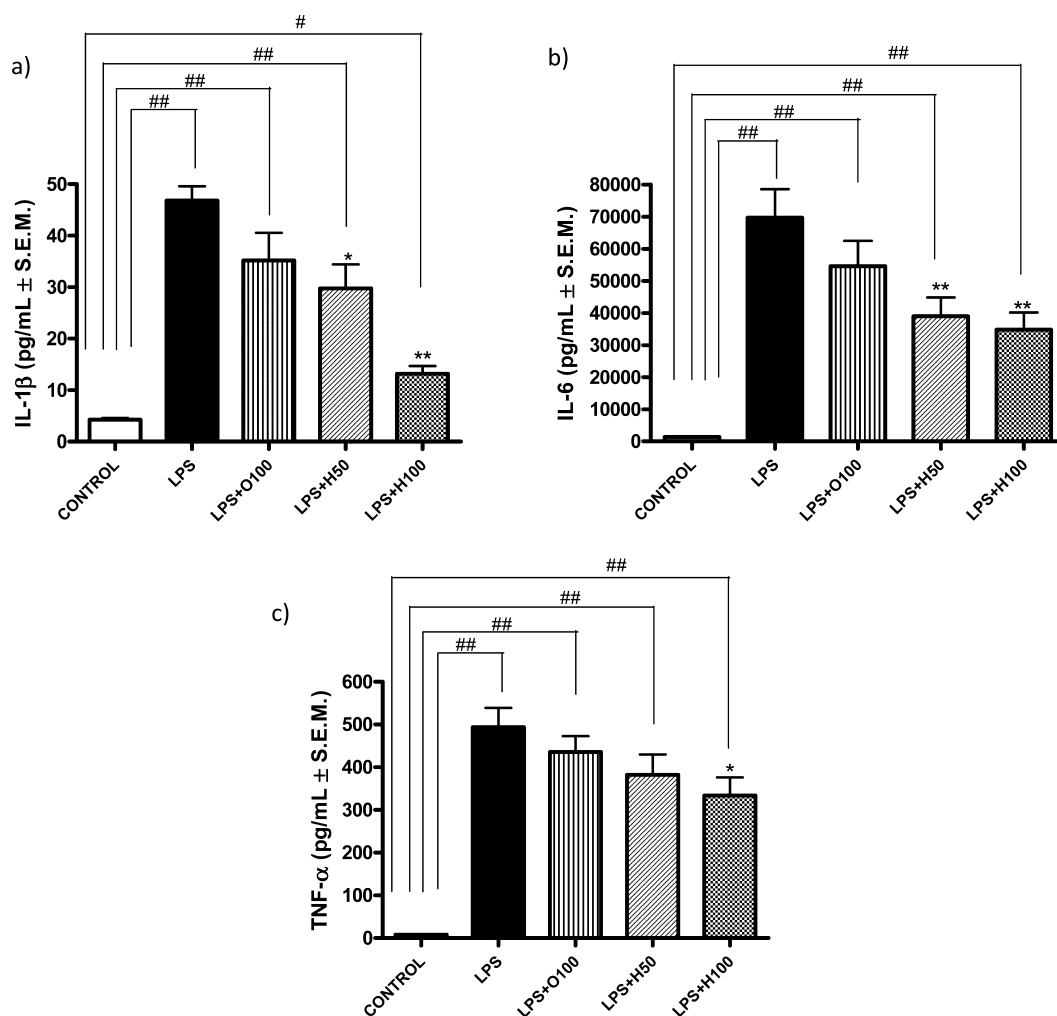 a)
#
##
##
##
IL-1β (pg/mL ± S.E.M.)
50
40
30
20
10
0
*
**
CONTROL
LPS
LPS+O100
LPS+H50
LPS+H100
b)
##
##
##
##
IL-6 (pg/mL ± S.E.M.)
80000
70000
60000
50000
40000
30000
20000
10000
0
**
**
CONTROL
LPS
LPS+O100
LPS+H50
LPS+H100
c)
##
##
##
##
TNF-α (pg/mL ± S.E.M.)
600
500
400
300
200
100
0
*
CONTROL
LPS
LPS+O100
LPS+H50
LPS+H100